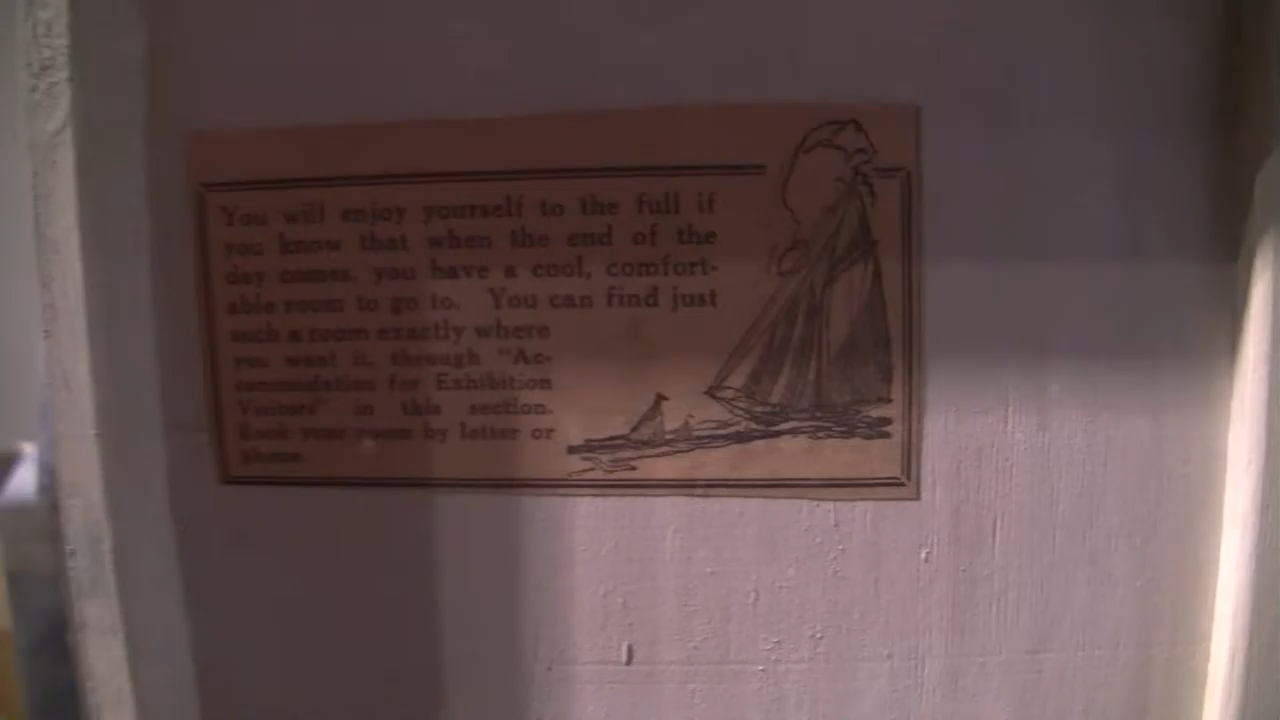 You will enjoy yourself to the full if
you know that when the end of the
day comes, you have a cool, comfort-
able room to go to. You can find just
such a room exactly where
you want it, through "Ac-
commodation for Exhibition
Visitors" in this section.
Book your room by letter or
phone.